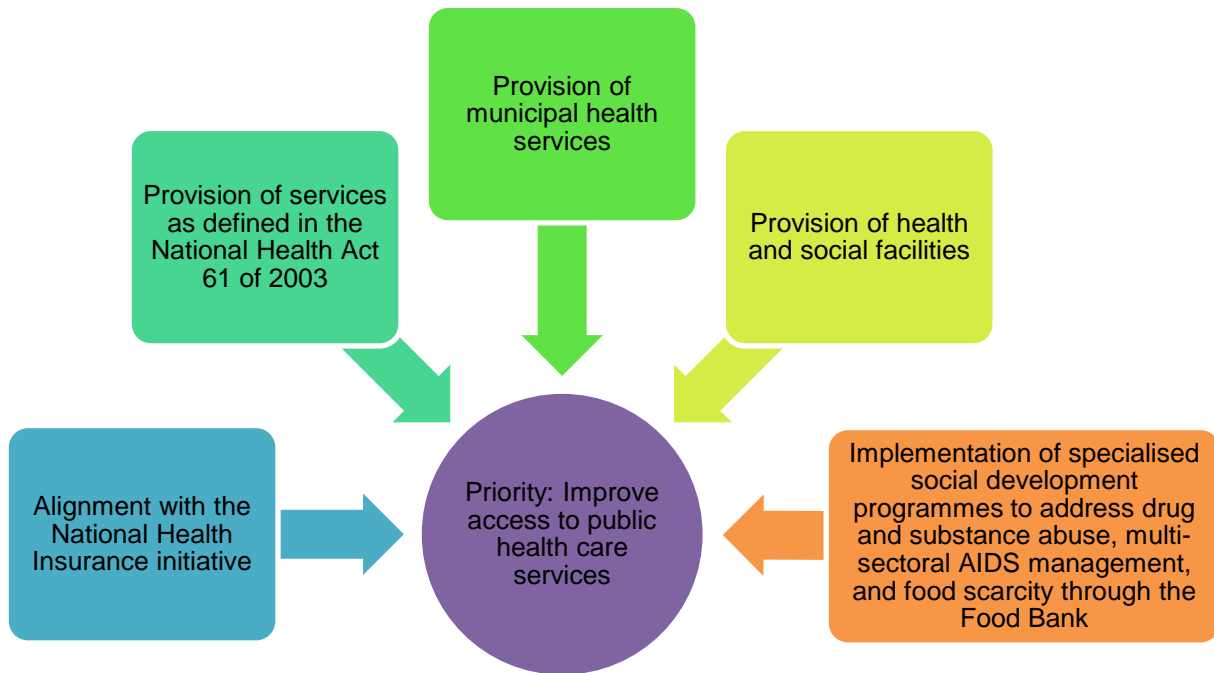 Provision of
municipal health
services
Provision of services
as defined in the
National Health Act
61 of 2003
Provision of health
and social facilities
Alignment with the
National Health
Insurance initiative
Priority: Improve
access to public
health care
services
Implementation of specialised
social development
programmes to address drug
and substance abuse, multi-
sectoral AIDS management,
and food scarcity through the
Food Bank